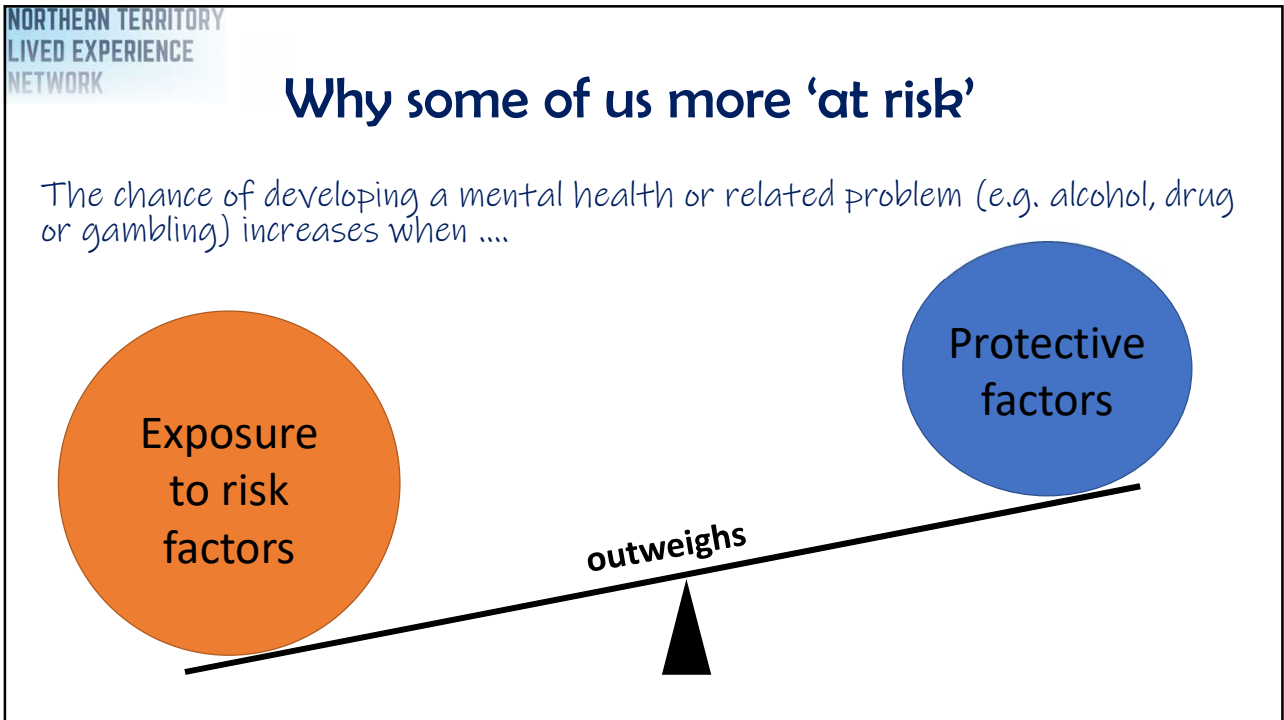 NORTHERN TERRITORY
LIVED EXPERIENCE
NETWORK
Why some of us more ‘at risk’
The chance of developing a mental health or related problem (e.g. alcohol, drug
or gambling) increases when ....
Exposure
to risk
factors
outweighs
Protective
factors